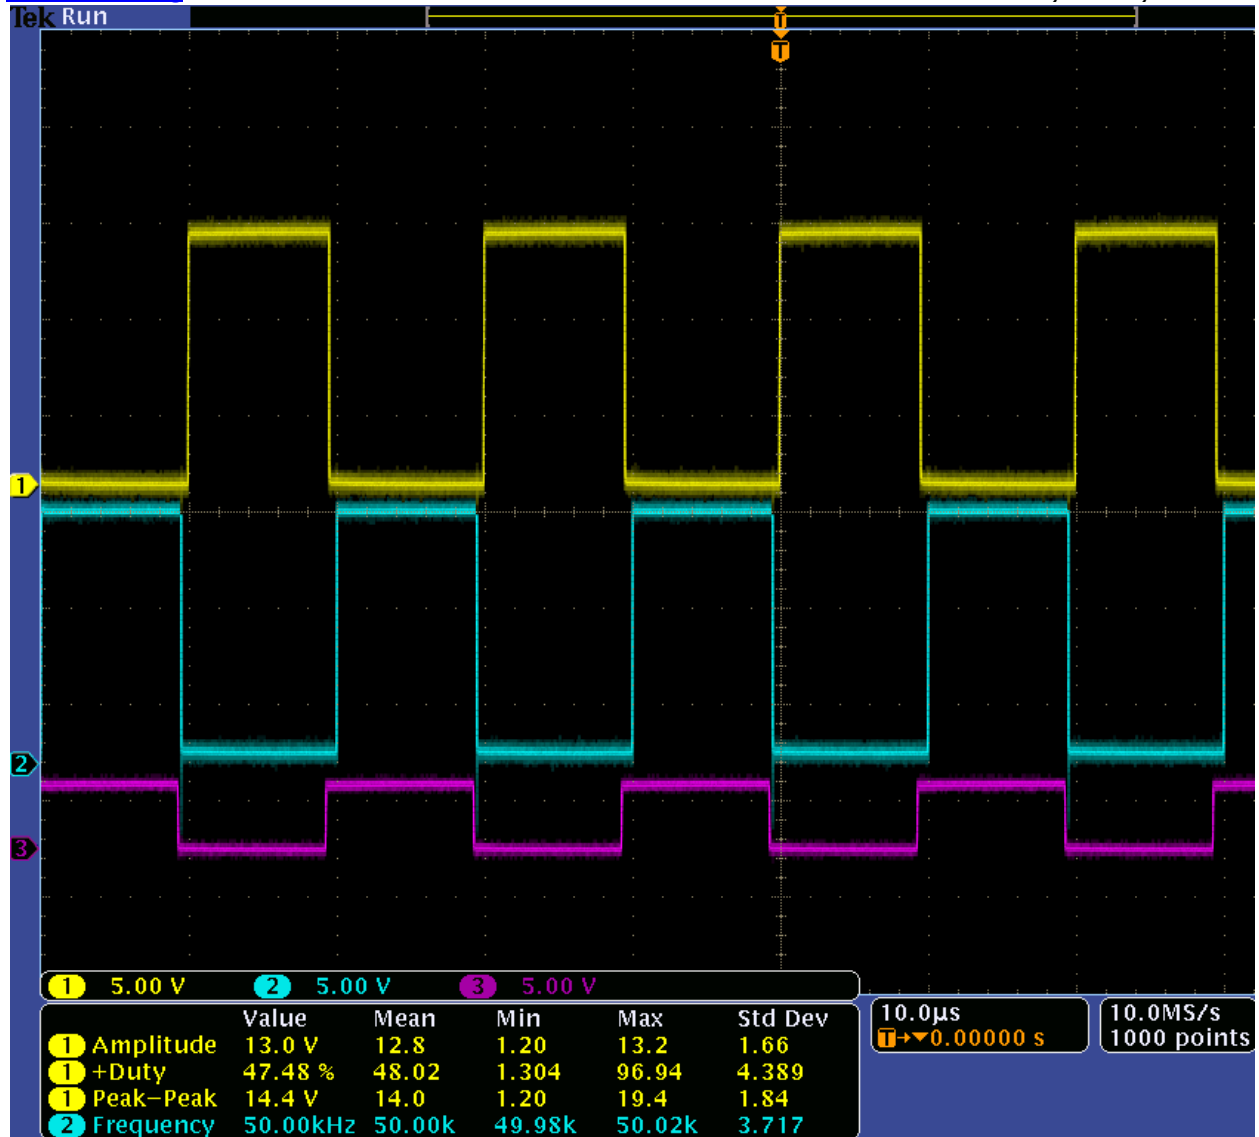 Tek Run
T
T
1
2
3
1 5.00 V 2 5.00 V 3 5.00 V
Value Mean Min Max Std Dev
1 Amplitude 13.0 V 12.8 1.20 13.2 1.66
1 +Duty 47.48 % 48.02 1.304 96.94 4.389
1 Peak–Peak 14.4 V 14.0 1.20 19.4 1.84
2 Frequency 50.00kHz 50.00k 49.98k 50.02k 3.717
10.0µs
T→▼0.00000 s
10.0MS/s
1000 points